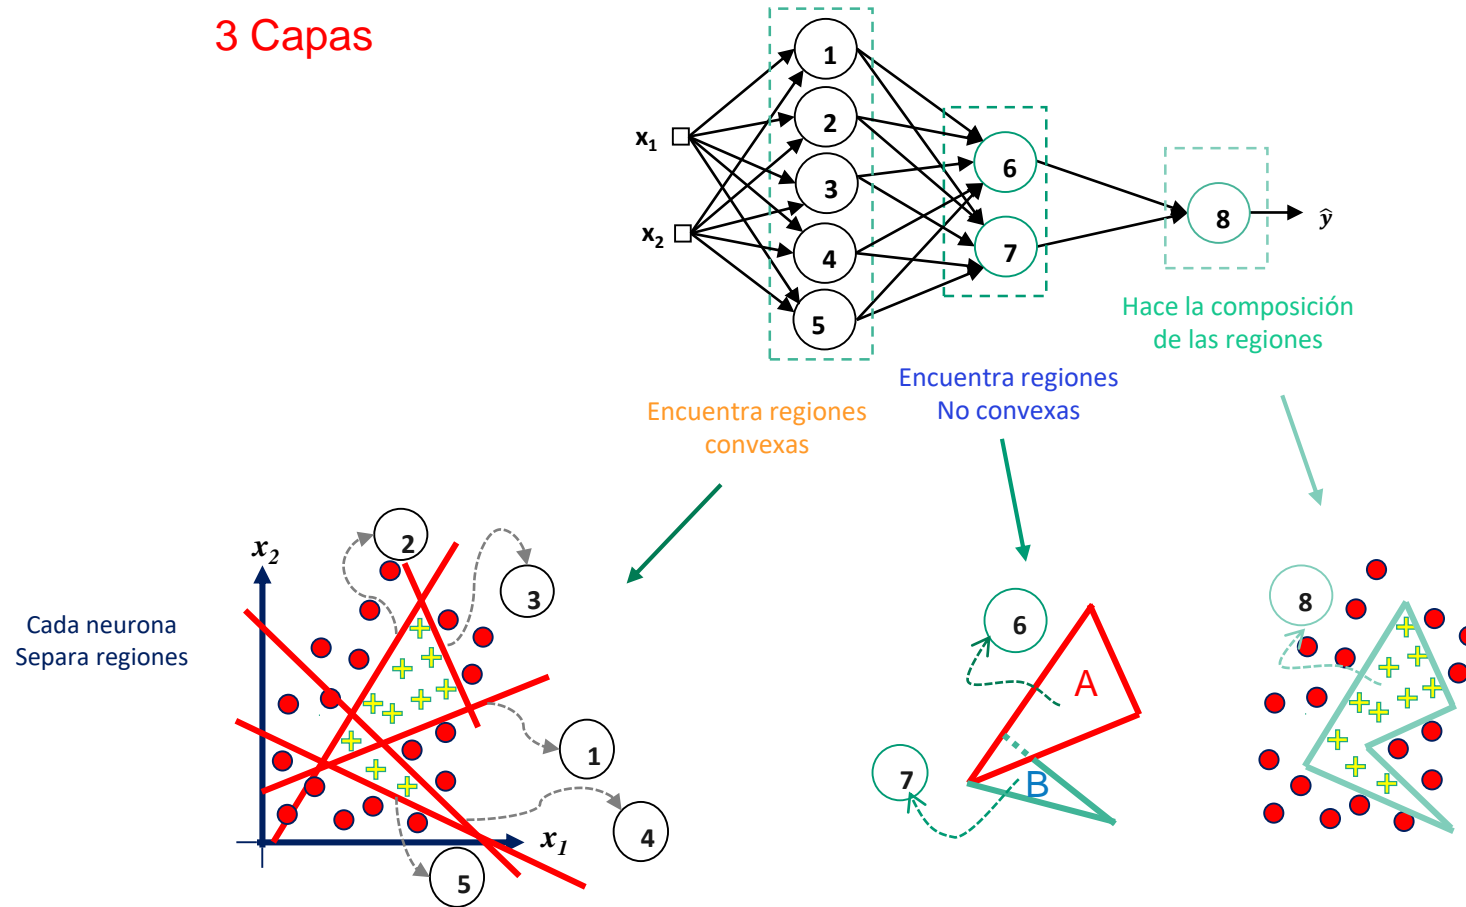 3 Capas
x1
x2
1
2
3
4
5
6
7
8
ŷ
Hace la composición
de las regiones
Encuentra regiones
No convexas
Encuentra regiones
convexas
Cada neurona
Separa regiones
x2
x1
2
3
1
4
5
6
7
A
B
8